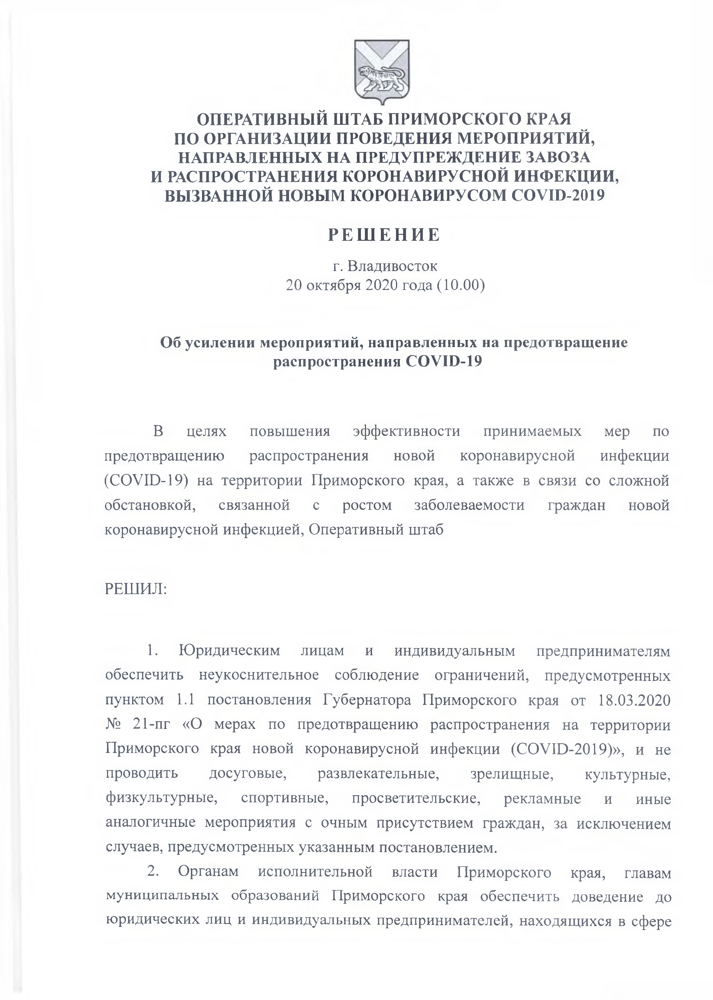 ОПЕРАТИВНЫЙ ШТАБ ПРИМОРСКОГО КРАЯ
ПО ОРГАНИЗАЦИИ ПРОВЕДЕНИЯ МЕРОПРИЯТИЙ,
НАПРАВЛЕННЫХ НА ПРЕДУПРЕЖДЕНИЕ ЗАВОЗА
И РАСПРОСТРАНЕНИЯ КОРОНАВИРУСНОЙ ИНФЕКЦИИ,
ВЫЗВАННОЙ НОВЫМ КОРОНАВИРУСОМ COVID-2019
РЕШЕНИЕ
г. Владивосток
20 октября 2020 года (10.00)
Об усилении мероприятий, направленных на предотвращение
распространения COVID-19
В целях повышения эффективности принимаемых мер по
предотвращению распространения новой коронавирусной инфекции
(COVID-19) на территории Приморского края, а также в связи со сложной
обстановкой, связанной с ростом заболеваемости граждан новой
коронавирусной инфекцией, Оперативный штаб
РЕШИЛ:
1. Юридическим лицам и индивидуальным предпринимателям
обеспечить неукоснительное соблюдение ограничений, предусмотренных
пунктом 1.1 постановления Губернатора Приморского края от 18.03.2020
№ 21-пг «О мерах по предотвращению распространения на территории
Приморского края новой коронавирусной инфекции (COVID-2019)», и не
проводить досуговые, развлекательные, зрелищные, культурные,
физкультурные, спортивные, просветительские, рекламные и иные
аналогичные мероприятия с очным присутствием граждан, за исключением
случаев, предусмотренных указанным постановлением.
2. Органам исполнительной власти Приморского края, главам
муниципальных образований Приморского края обеспечить доведение до
юридических лиц и индивидуальных предпринимателей, находящихся в сфере